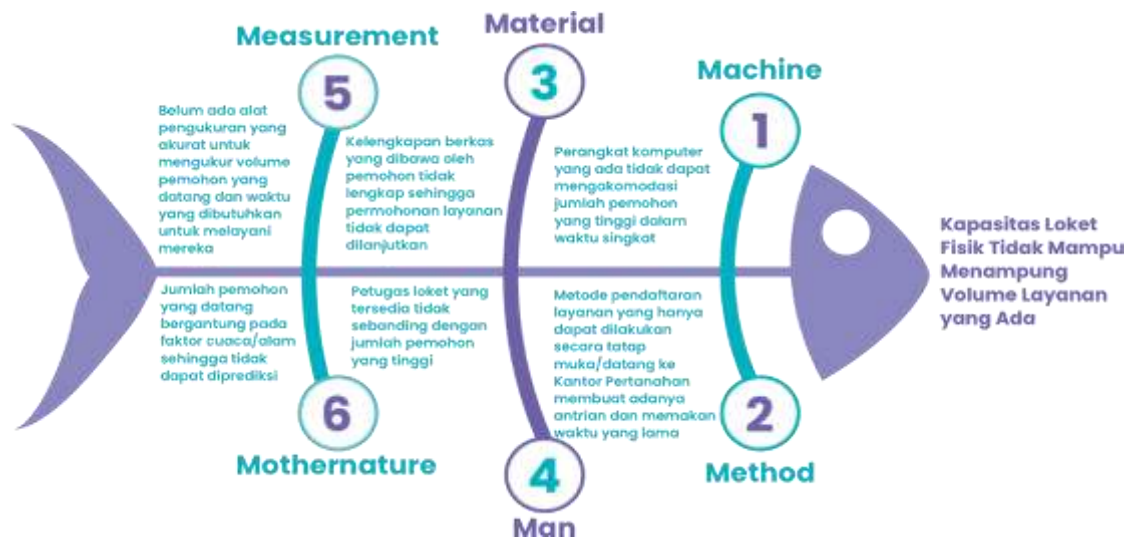 Measurement
5
Belum ada alat
pengukuran yang
akurat untuk
mengukur volume
pemohon yang
datang dan waktu
yang dibutuhkan
untuk melayani
mereka
Material
3
Kelengkapan berkas
yang dibawa oleh
pemohon tidak
lengkap sehingga
permohonan layanan
tidak dapat
dilanjutkan
Machine
1
Perangkat komputer
yang ada tidak dapat
mengakomodasi
jumlah pemohon
yang tinggi dalam
waktu singkat
Kapasitas Loket
Fisik Tidak Mampu
Menampung
Volume Layanan
yang Ada
Jumlah pemohon
yang datang
bergantung pada
faktor cuaca/alam
sehingga tidak
dapat diprediksi
6
Mothernature
Petugas loket yang
tersedia tidak
sebanding dengan
jumlah pemohon
yang tinggi
4
Man
Metode pendaftaran
layanan yang hanya
dapat dilakukan
secara tatap
muka/datang ke
Kantor Pertanahan
membuat adanya
antrian dan memakan
waktu yang lama
2
Method